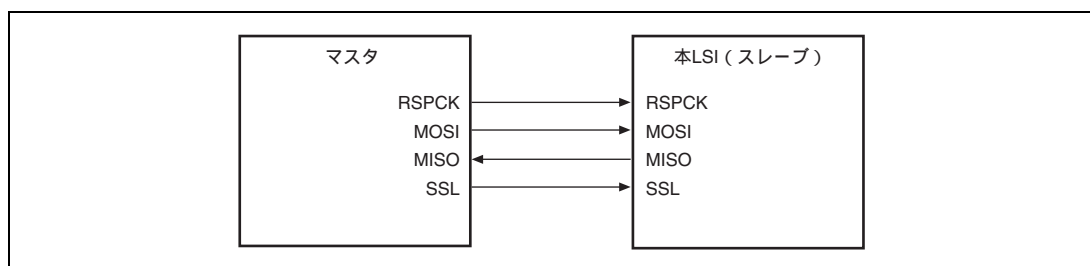 マスタ
RSPCK
MOSI
MISO
SSL
本LSI（スレーブ）
RSPCK
MOSI
MISO
SSL